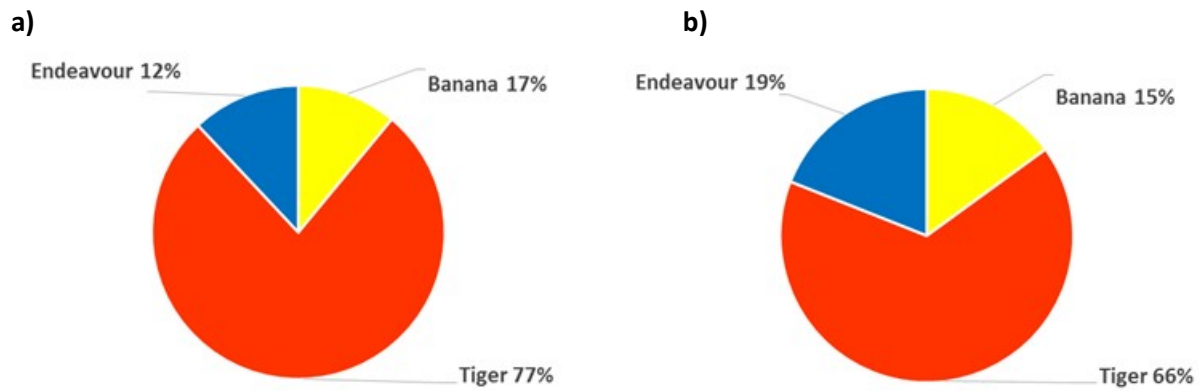 a)
Endeavour 12%
Banana 17%
Tiger 77%
b)
Endeavour 19%
Banana 15%
Tiger 66%